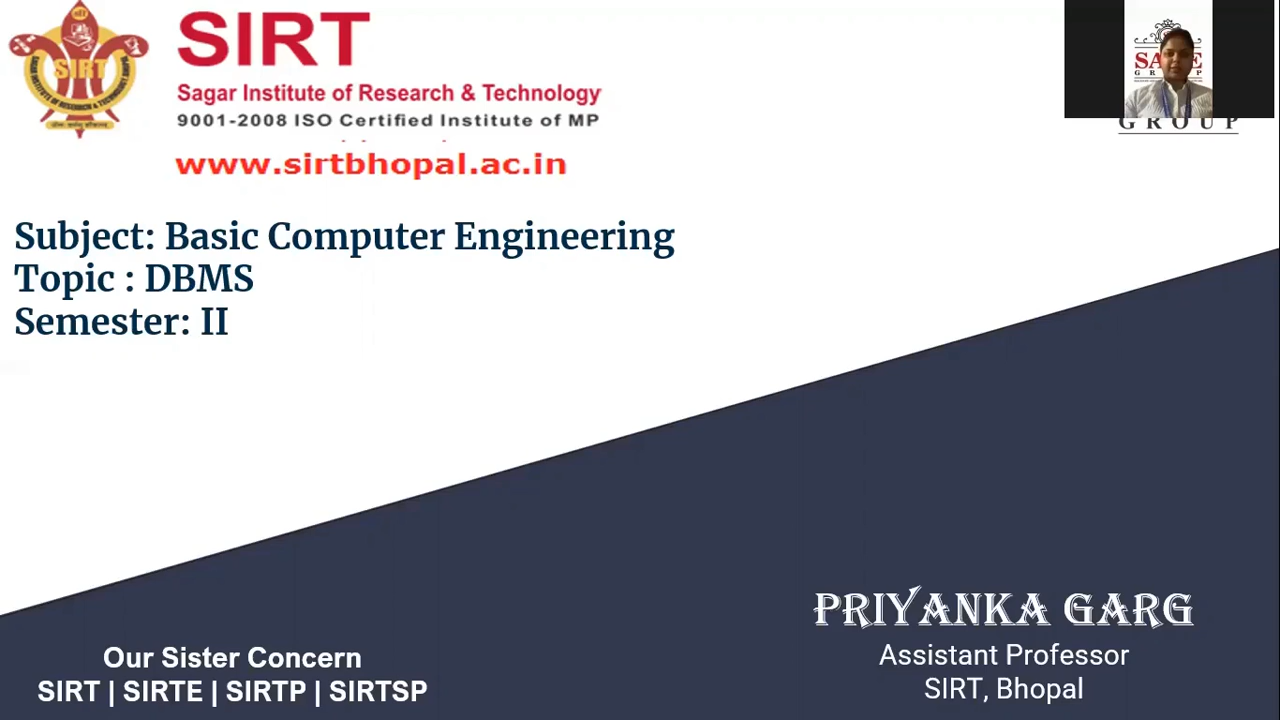 SIRT
Sagar Institute of Research & Technology
9001-2008 ISO Certified Institute of MP
www.sirtbhopal.ac.in
SIRT
GROUP
Subject: Basic Computer Engineering
Topic : DBMS
Semester: II
PRIYANKA GARG
Assistant Professor
SIRT, Bhopal
Our Sister Concern
SIRT | SIRTE | SIRTP | SIRTSP